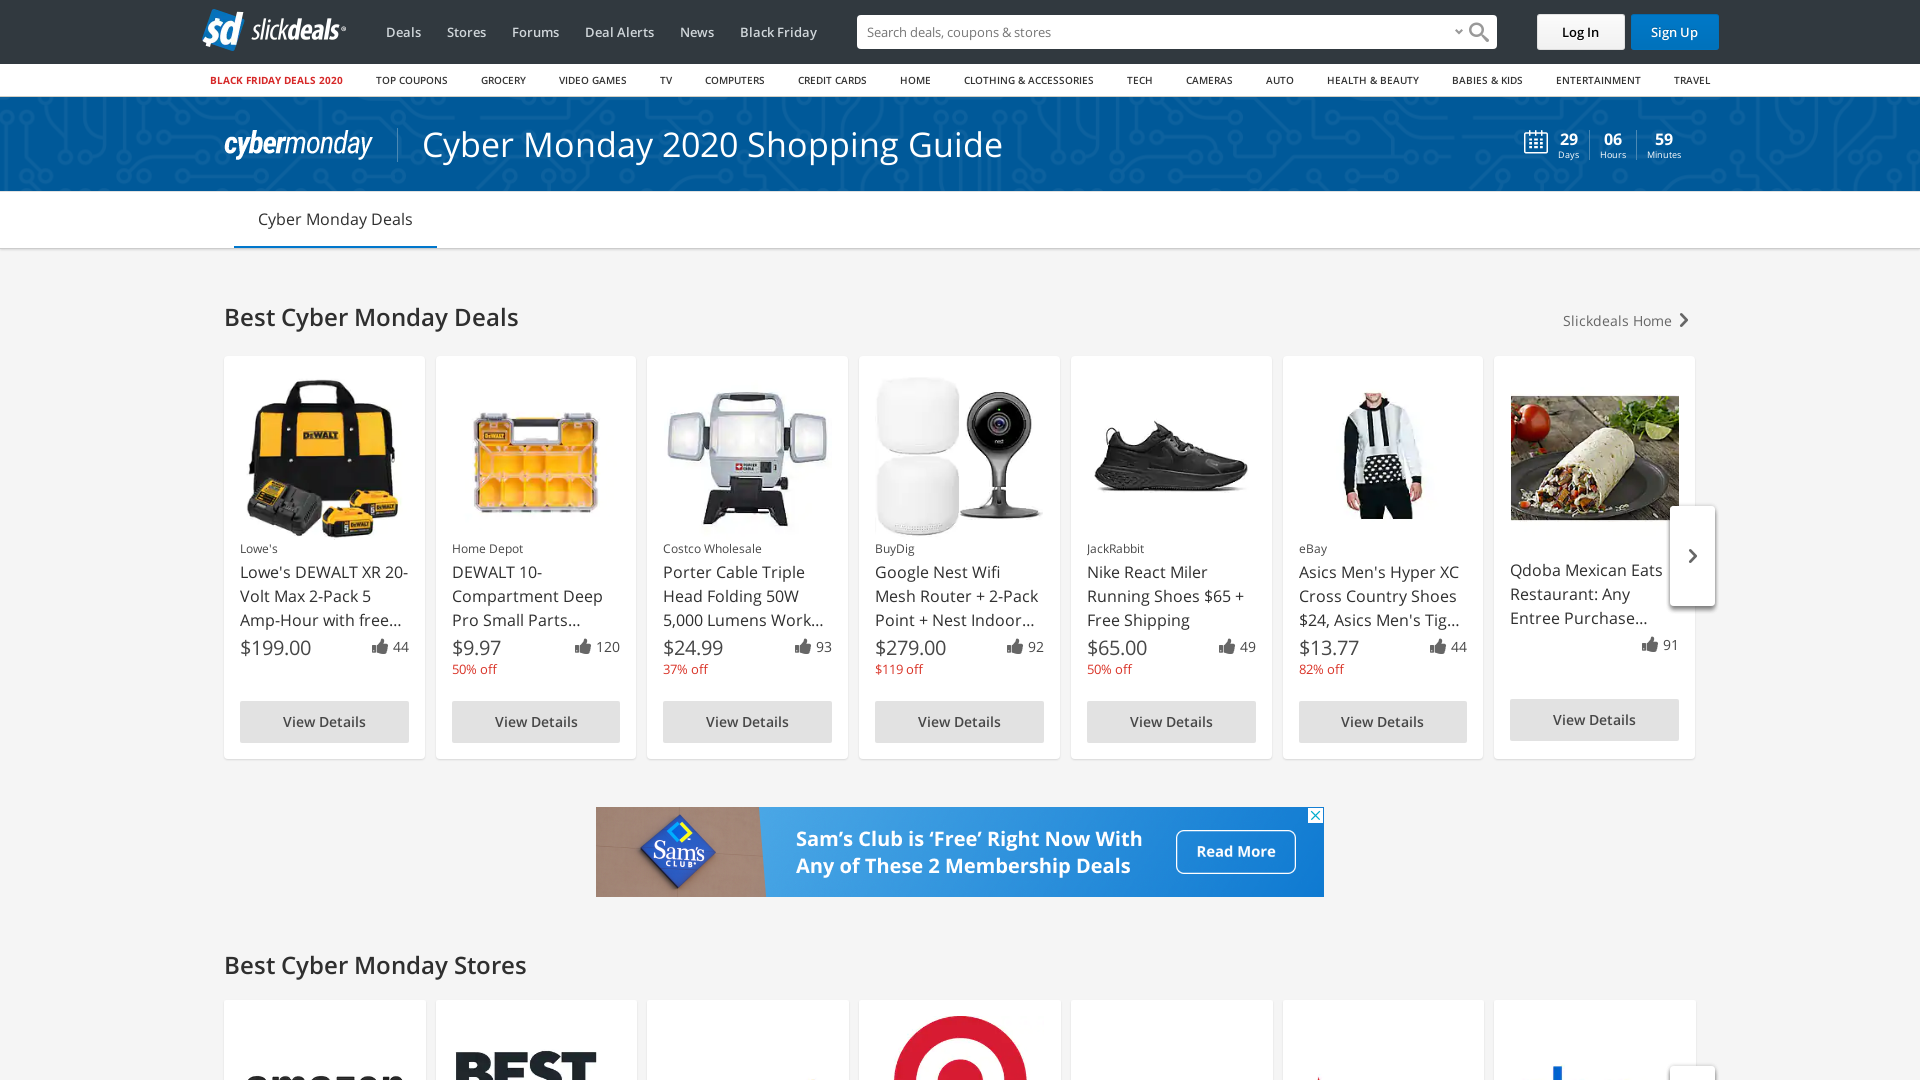 sd slickdeals
Deals
Stores
Forums
Deal Alerts
News
Black Friday
Search deals, coupons & stores
Log In
Sign Up
BLACK FRIDAY DEALS 2020
TOP COUPONS
GROCERY
VIDEO GAMES
TV
COMPUTERS
CREDIT CARDS
HOME
CLOTHING & ACCESSORIES
TECH
CAMERAS
AUTO
HEALTH & BEAUTY
BABIES & KIDS
ENTERTAINMENT
TRAVEL
cybermonday
Cyber Monday 2020 Shopping Guide
29
Days
06
Hours
59
Minutes
Cyber Monday Deals
Best Cyber Monday Deals
Slickdeals Home
DEWALT
Lowe's
Lowe's DEWALT XR 20-
Volt Max 2-Pack 5
Amp-Hour with free...
$199.00
44
View Details
Home Depot
DEWALT 10-
Compartment Deep
Pro Small Parts...
$9.97
120
50% off
View Details
Costco Wholesale
Porter Cable Triple
Head Folding 50W
5,000 Lumens Work...
$24.99
93
37% off
View Details
nest
BuyDig
Google Nest Wifi
Mesh Router + 2-Pack
Point + Nest Indoor...
$279.00
92
$119 off
View Details
JackRabbit
Nike React Miler
Running Shoes $65 +
Free Shipping
$65.00
49
50% off
View Details
eBay
Asics Men's Hyper XC
Cross Country Shoes
$24, Asics Men's Tig...
$13.77
44
82% off
View Details
Qdoba Mexican Eats
Restaurant: Any
Entree Purchase...
91
View Details
Sam's
CLUB
Sam's Club is 'Free' Right Now With
Any of These 2 Membership Deals
Read More
Best Cyber Monday Stores
amazon
BEST